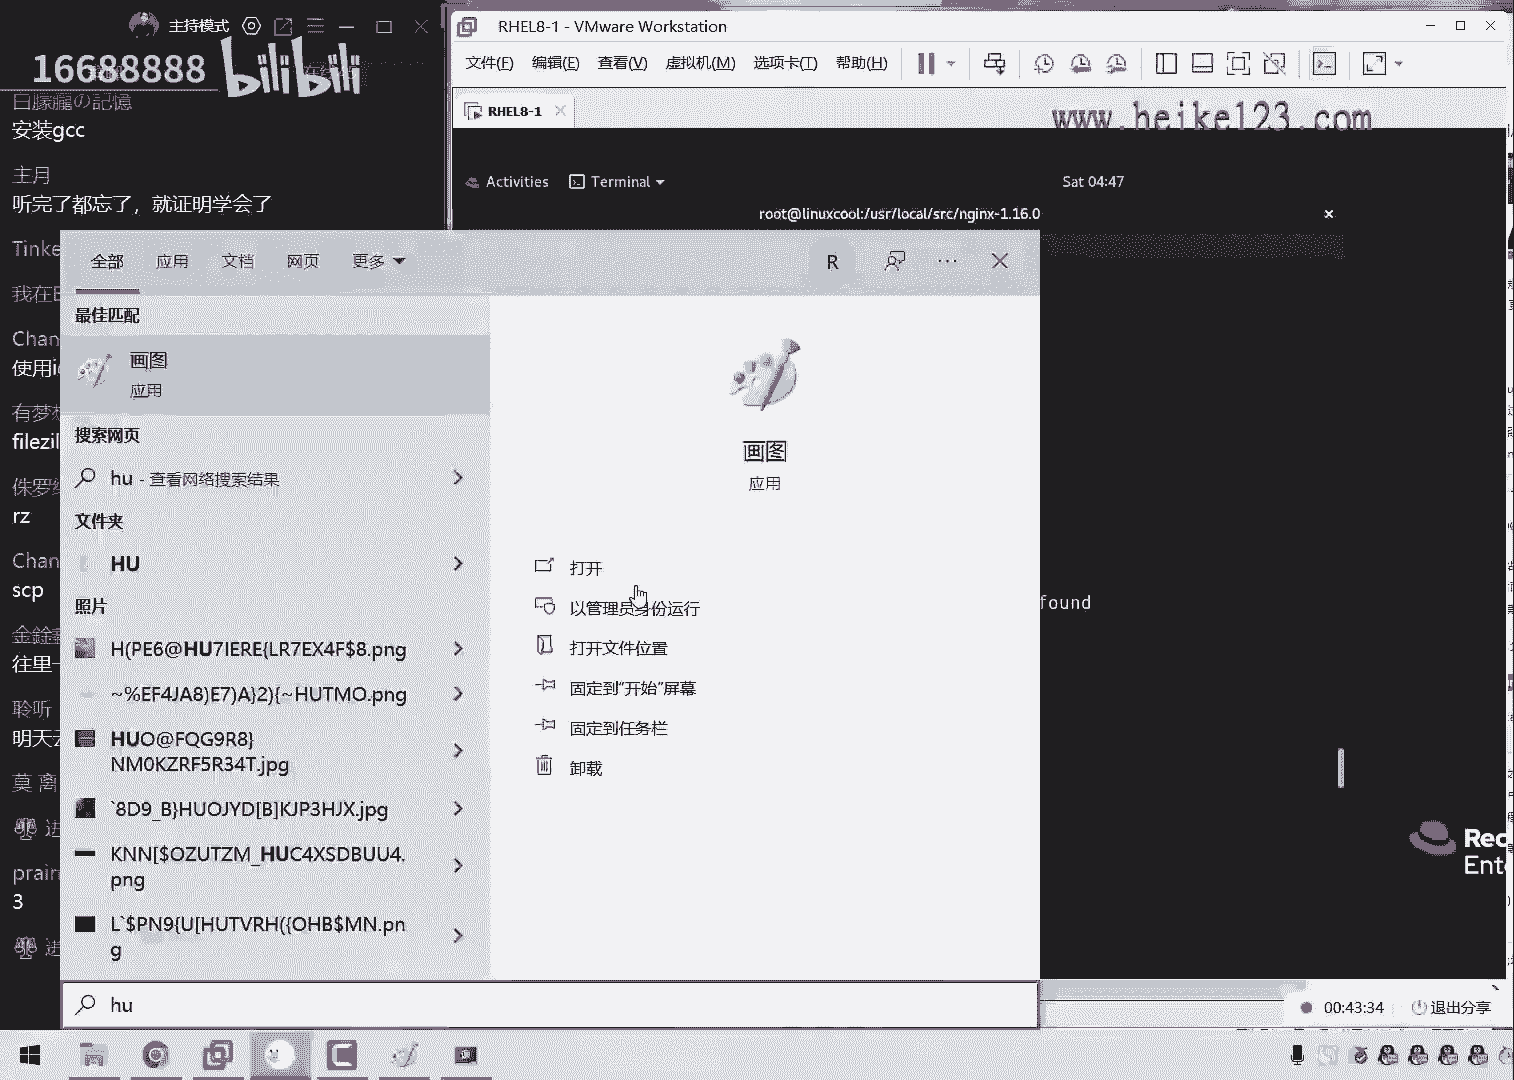 主持模式
16688888
bilibili
日朦朧の記憶
安装gcc
主月
听完了都忘了，就证明学会了
Tinke
我在
Chan
使用
有梦
filezil
侏罗
rz
Chan
scp
往里
聆听
明天
莫 离
prair
3
RHEL8-1 - VMware Workstation
文件(F) 编辑(E) 查看(V) 虚拟机(M) 选项卡(T) 帮助(H)
RHEL8-1
www.heike123.com
Activities Terminal Sat 04:47
root@linuxcool:/usr/local/src/nginx-1.16.0
全部 应用 文档 网页 更多 R
最佳匹配
画图
应用
搜索网页
hu - 查看网络搜索结果
文件夹
HU
照片
H(PE6@HU7IERE{LR7EX4F$8.png
~%EF4JA8)E7)A}2){~HUTMO.png
HUO@FQG9R8}
NM0KZRF5R34T.jpg
`8D9_B}HUOJYD[B]KJP3HJX.jpg
KNN[$OZUTZM_HUC4XSDBUU4.
png
L`$PN9{U[HUTVRH({OHB$MN.pn
g
画图
应用
打开
以管理员身份运行
打开文件位置
固定到"开始"屏幕
固定到任务栏
卸载
found
Red
Ent
hu
00:43:34 退出分享